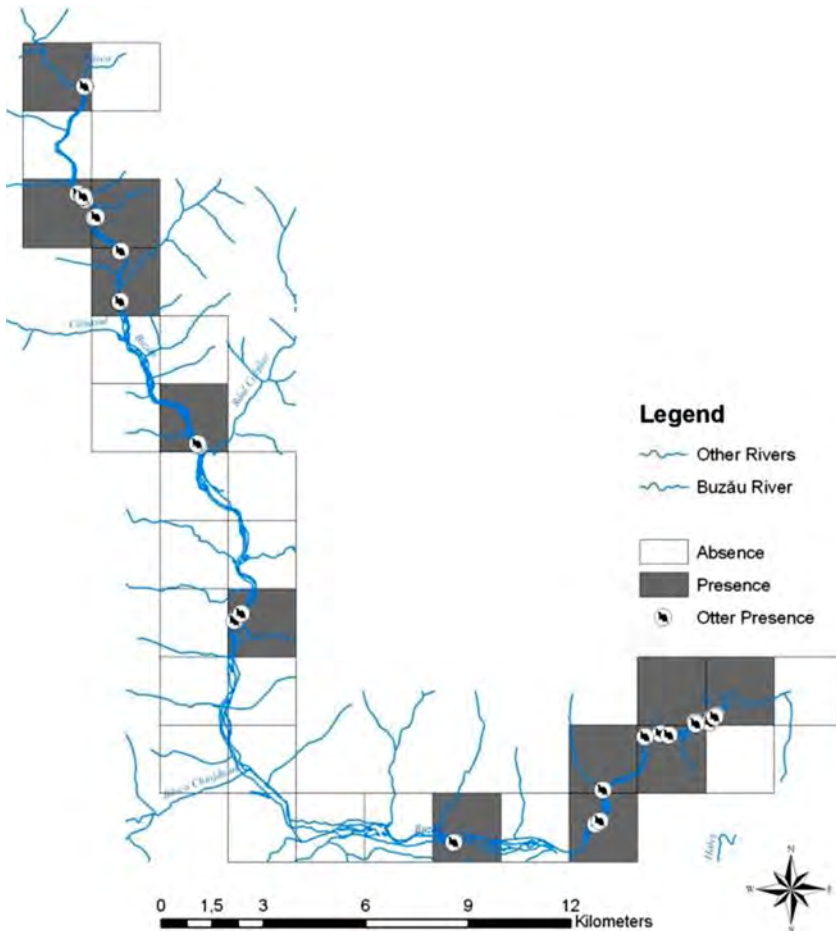 Legend
Other Rivers
Buzău River
Absence
Presence
Otter Presence
N
W
E
S
0 1,5 3 6 9 12
Kilometers